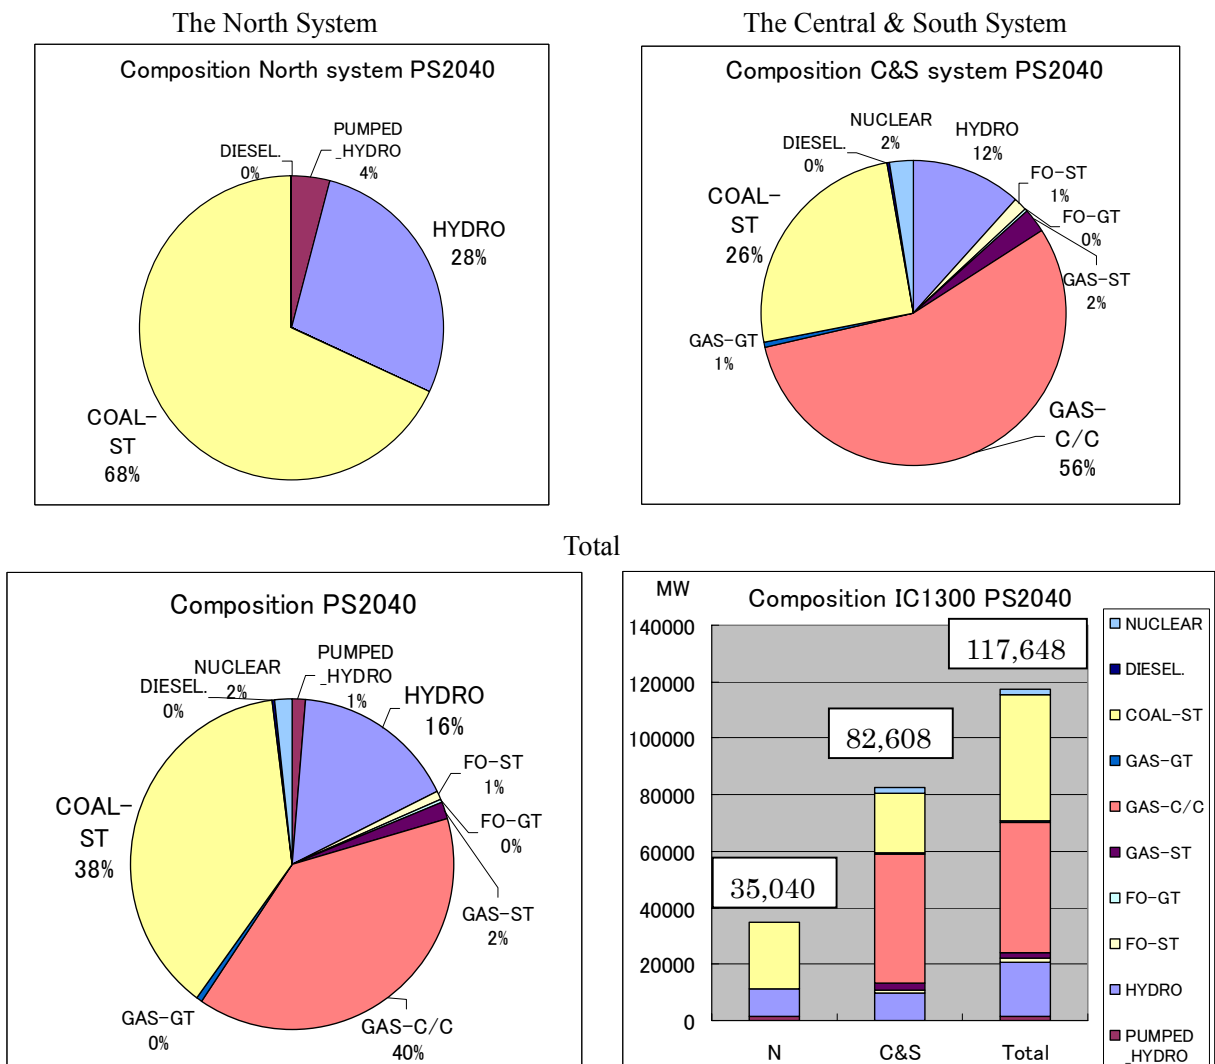 The North System
The Central & South System
Composition North system PS2040
DIESEL.
0%
PUMPED
_HYDRO
4%
HYDRO
28%
COAL-
ST
68%
Composition C&S system PS2040
NUCLEAR
2%
DIESEL.
0%
HYDRO
12%
FO-ST
1%
FO-GT
0%
GAS-ST
2%
COAL-
ST
26%
GAS-GT
1%
GAS-
C/C
56%
Total
Composition PS2040
NUCLEAR
2%
DIESEL.
0%
PUMPED
_HYDRO
1%
HYDRO
16%
FO-ST
1%
FO-GT
0%
GAS-ST
2%
COAL-
ST
38%
GAS-GT
0%
GAS-C/C
40%
MW
Composition IC1300 PS2040
140000
120000
100000
80000
60000
40000
20000
0
35,040
82,608
117,648
N
C&S
Total
NUCLEAR
DIESEL.
COAL-ST
GAS-GT
GAS-C/C
GAS-ST
FO-GT
FO-ST
HYDRO
PUMPED
_HYDRO